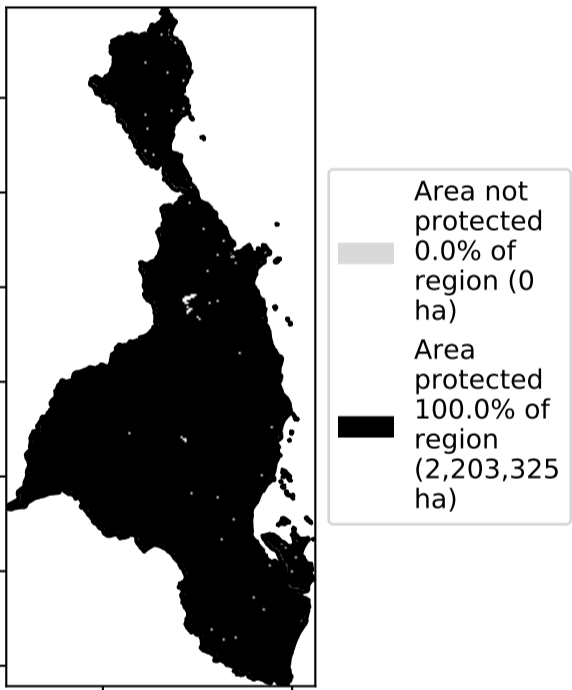 Area not
protected
0.0% of
region (0
ha)
Area
protected
100.0% of
region
(2,203,325
ha)